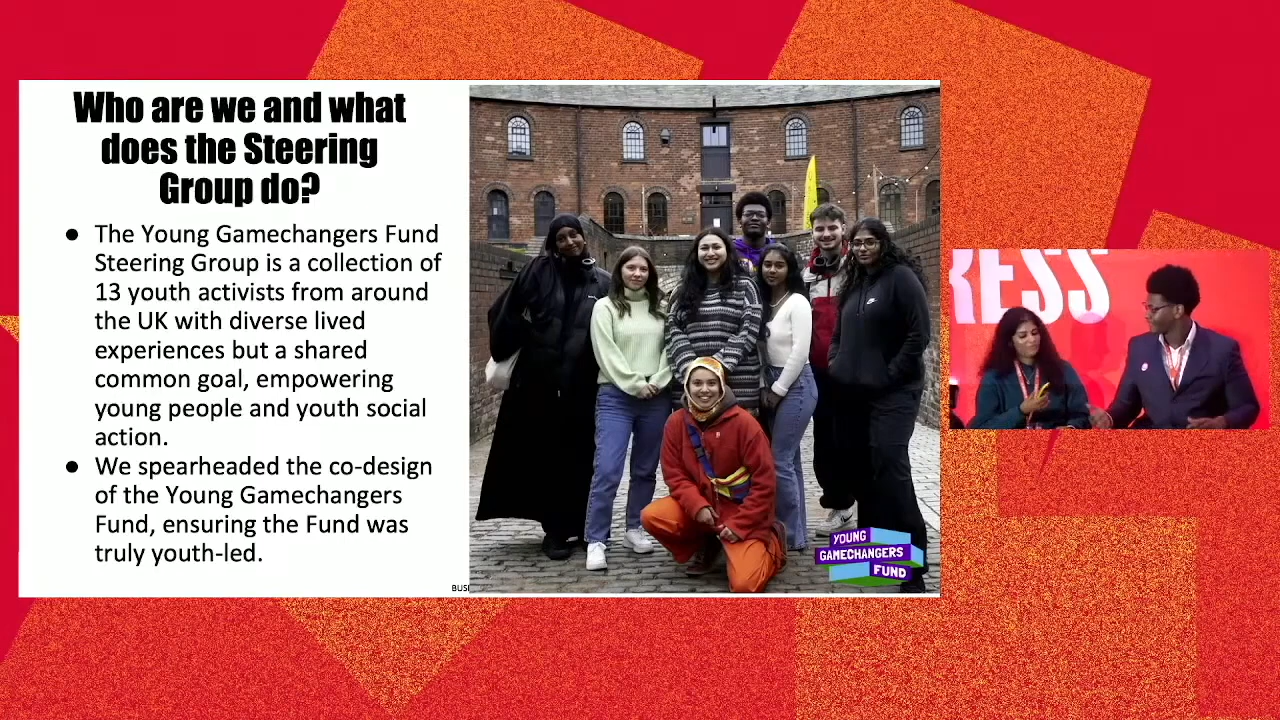 Who are we and what
does the Steering
Group do?
● The Young Gamechangers Fund
Steering Group is a collection of
13 youth activists from around
the UK with diverse lived
experiences but a shared
common goal, empowering
young people and youth social
action.
● We spearheaded the co-design
of the Young Gamechangers
Fund, ensuring the Fund was
truly youth-led.
BUSI
YOUNG
GAMECHANGERS
FUND
RESS